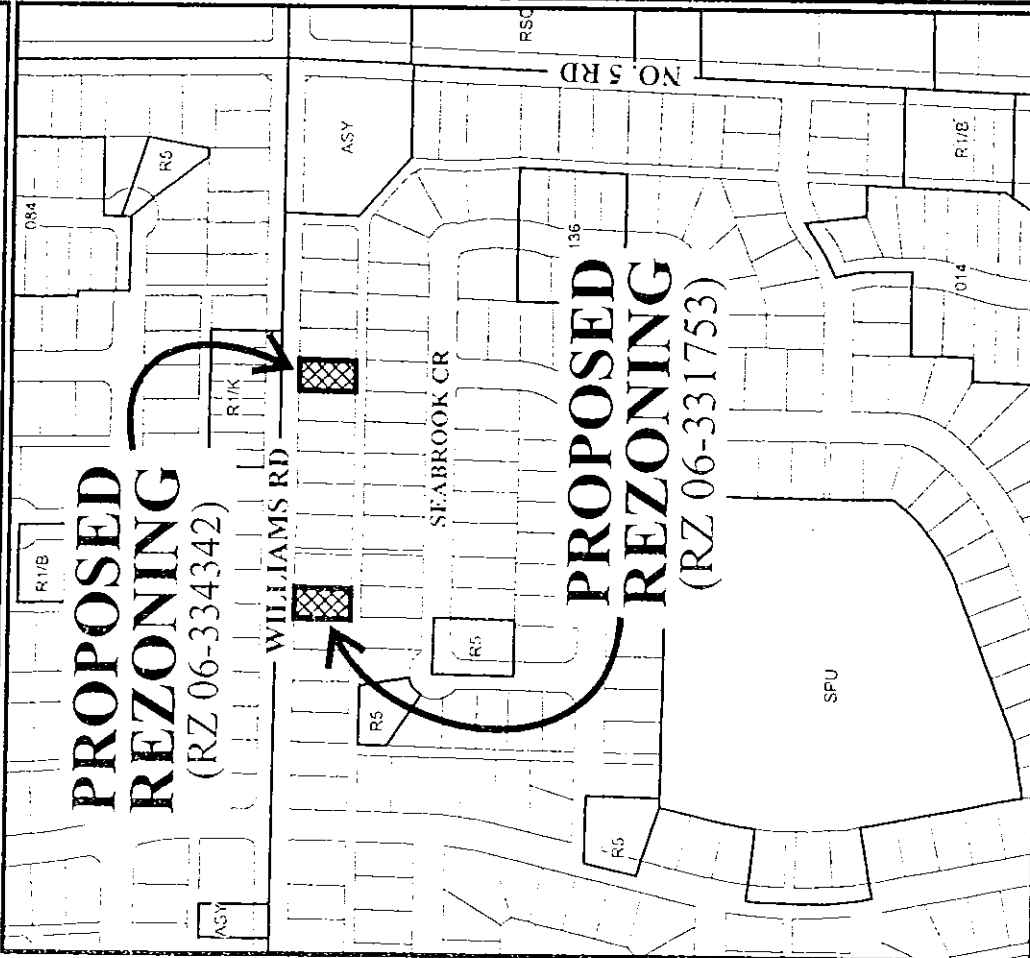 RSC
NO. 5 RD
084
R5
ASY
R1/B
136
014
R1/K
SEABROOK CR
R1/B
WILLIAMS RD
PROPOSED
REZONING
(RZ 06-334342)
PROPOSED
REZONING
(RZ 06-331753)
R5
R5
SPU
R5
ASY